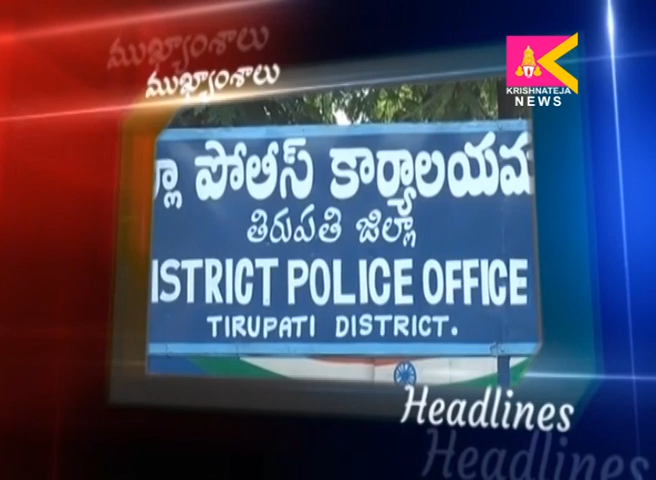 ముఖ్యాంశాలు
ముఖ్యాంశాలు
KRISHNATEJA
NEWS
ల్లా పోలీస్ కార్యాలయమ
తిరుపతి జిల్లా
ISTRICT POLICE OFFICE
TIRUPATI DISTRICT.
Headlines
Headlines